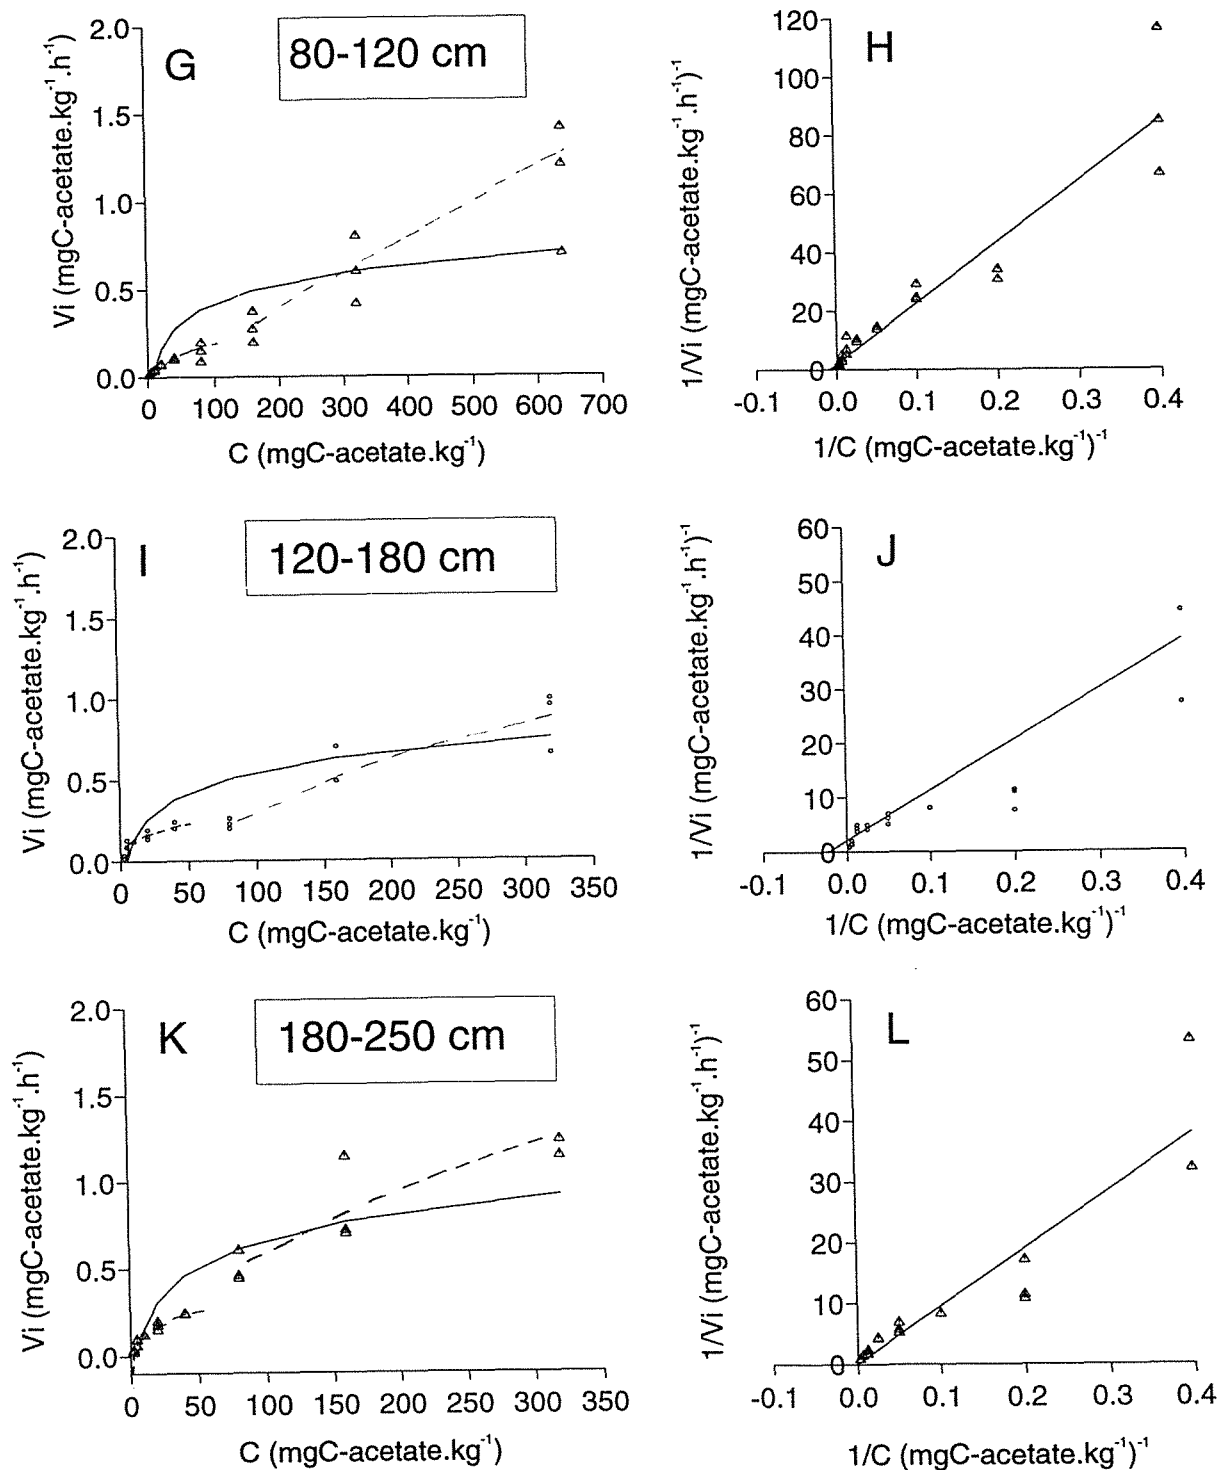 G
80-120 cm
2.0
1.5
1.0
0.5
0.0
Vi (mgC-acetate.kg⁻¹.h⁻¹)
0 100 200 300 400 500 600 700
C (mgC-acetate.kg⁻¹)
H
120
100
80
60
40
20
0
1/Vi (mgC-acetate.kg⁻¹.h⁻¹)⁻¹
-0.1 0.0 0.1 0.2 0.3 0.4
1/C (mgC-acetate.kg⁻¹)⁻¹
I
120-180 cm
2.0
1.5
1.0
0.5
0.0
Vi (mgC-acetate.kg⁻¹.h⁻¹)
0 50 100 150 200 250 300 350
C (mgC-acetate.kg⁻¹)
J
60
50
40
30
20
10
0
1/Vi (mgC-acetate.kg⁻¹.h⁻¹)⁻¹
-0.1 0.0 0.1 0.2 0.3 0.4
1/C (mgC-acetate.kg⁻¹)⁻¹
K
180-250 cm
2.0
1.5
1.0
0.5
0.0
Vi (mgC-acetate.kg⁻¹.h⁻¹)
0 50 100 150 200 250 300 350
C (mgC-acetate.kg⁻¹)
L
60
50
40
30
20
10
0
1/Vi (mgC-acetate.kg⁻¹.h⁻¹)⁻¹
-0.1 0.0 0.1 0.2 0.3 0.4
1/C (mgC-acetate.kg⁻¹)⁻¹